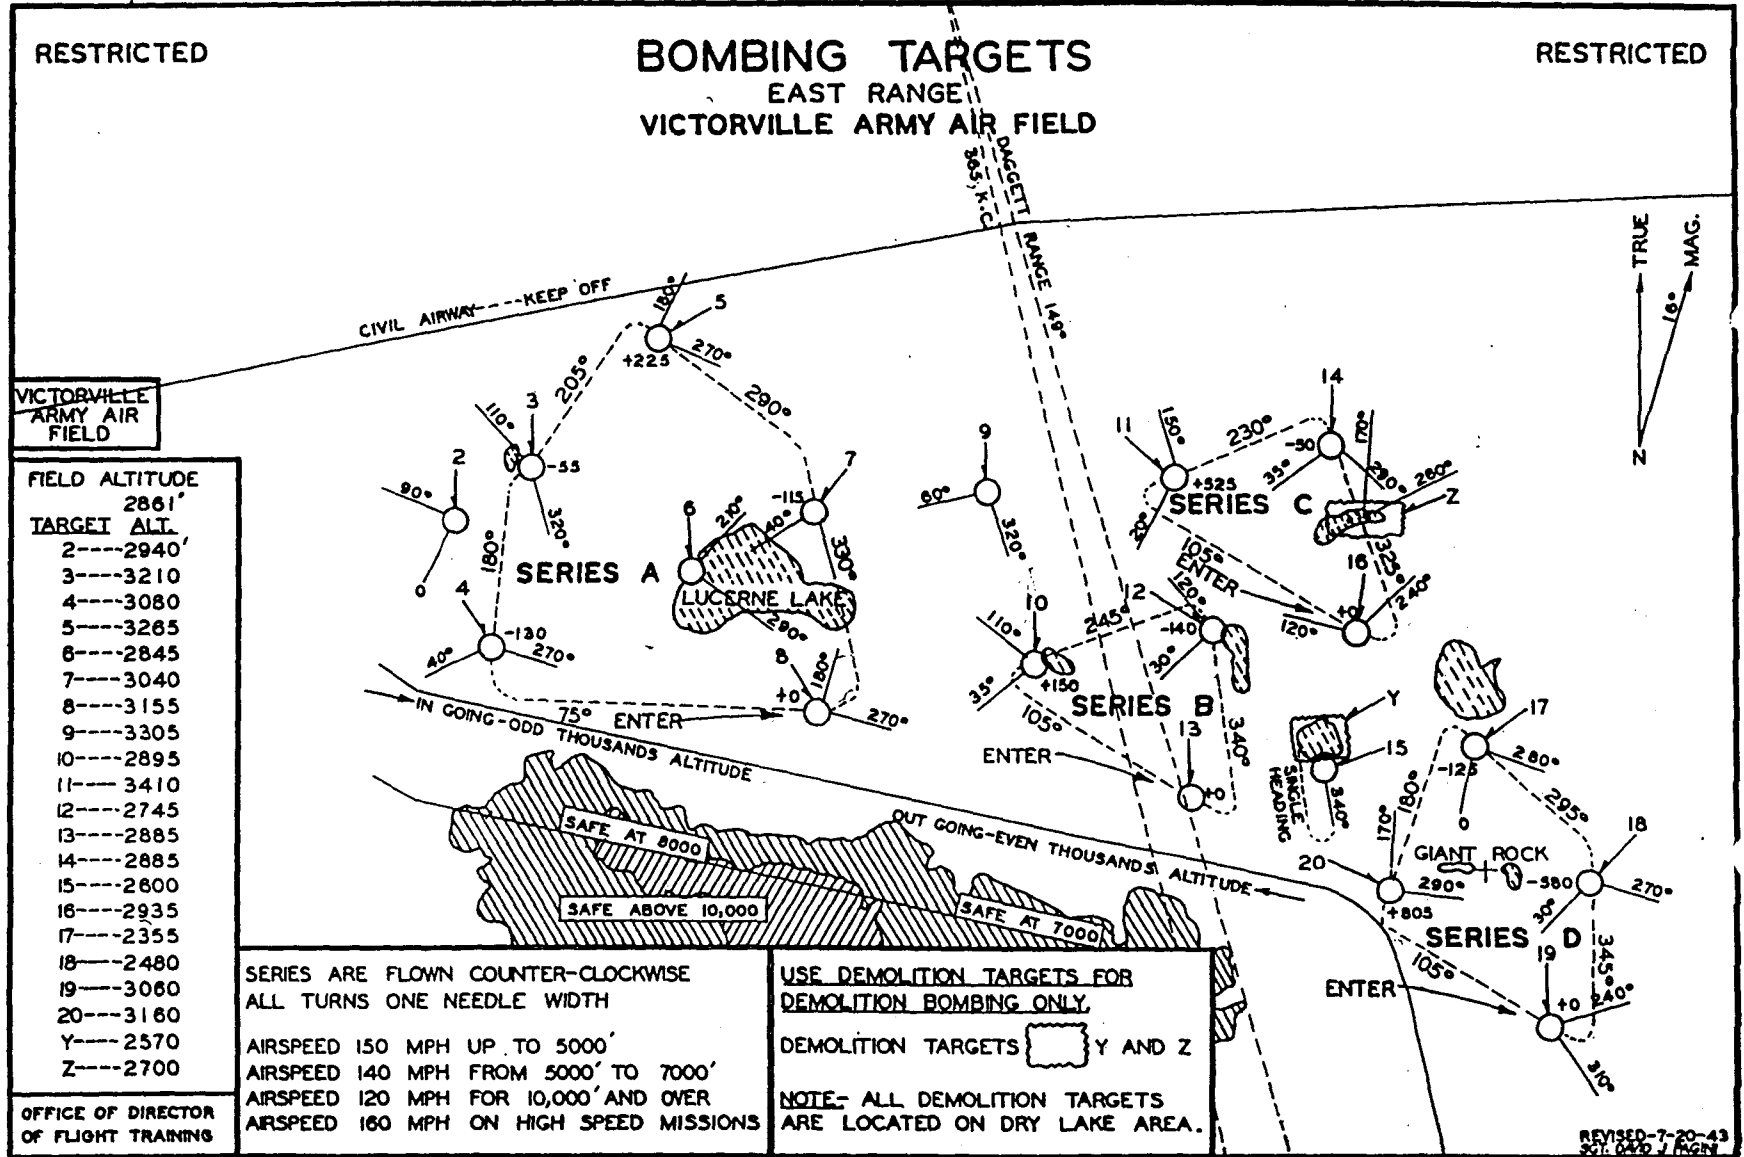 RESTRICTED
BOMBING TARGETS
EAST RANGE
VICTORVILLE ARMY AIR FIELD
RESTRICTED
365, K.C.
DAGGETT RANGE 149°
TRUE
MAG.
16°
N
CIVIL AIRWAY----KEEP OFF
VICTORVILLE
ARMY AIR
FIELD
FIELD ALTITUDE
2861'
TARGET ALT.
2----2940'
3----3210
4----3080
5----3265
6----2845
7----3040
8----3155
9----3305
10----2895
11----3410
12----2745
13----2885
14----2885
15----2600
16----2935
17----2355
18----2480
19----3060
20---3160
Y----2570
Z----2700
OFFICE OF DIRECTOR
OF FLIGHT TRAINING
180°
5
+225
270°
205°
290°
110°
3
-55
320°
2
90°
0
180°
SERIES A
6
210°
40°
-115
7
330°
LUCERNE LAKE
290°
4
-130
40°
270°
8
180°
+0
270°
75°
ENTER
9
60°
320°
10
110°
35°
+150
245°
12
120°
-140
30°
SERIES B
105°
ENTER
13
+0
340°
11
150°
+525
20°
230°
14
-50
35°
170°
280°
260°
Z
SERIES C
105°
ENTER
325°
16
+0
120°
240°
Y
15
SINGLE
HEADING
340°
17
-125
280°
0
180°
295°
170°
20
290°
+805
GIANT ROCK
18
-580
30°
270°
SERIES D
105°
345°
ENTER
19
+0
240°
310°
IN GOING-ODD THOUSANDS ALTITUDE
OUT GOING-EVEN THOUSANDS ALTITUDE
SAFE AT 8000
SAFE ABOVE 10,000
SAFE AT 7000
SERIES ARE FLOWN COUNTER-CLOCKWISE
ALL TURNS ONE NEEDLE WIDTH
AIRSPEED 150 MPH UP TO 5000'
AIRSPEED 140 MPH FROM 5000' TO 7000'
AIRSPEED 120 MPH FOR 10,000' AND OVER
AIRSPEED 160 MPH ON HIGH SPEED MISSIONS
USE DEMOLITION TARGETS FOR
DEMOLITION BOMBING ONLY.
DEMOLITION TARGETS Y AND Z
NOTE- ALL DEMOLITION TARGETS
ARE LOCATED ON DRY LAKE AREA.
REVISED-7-20-43
SGT. DAVID J